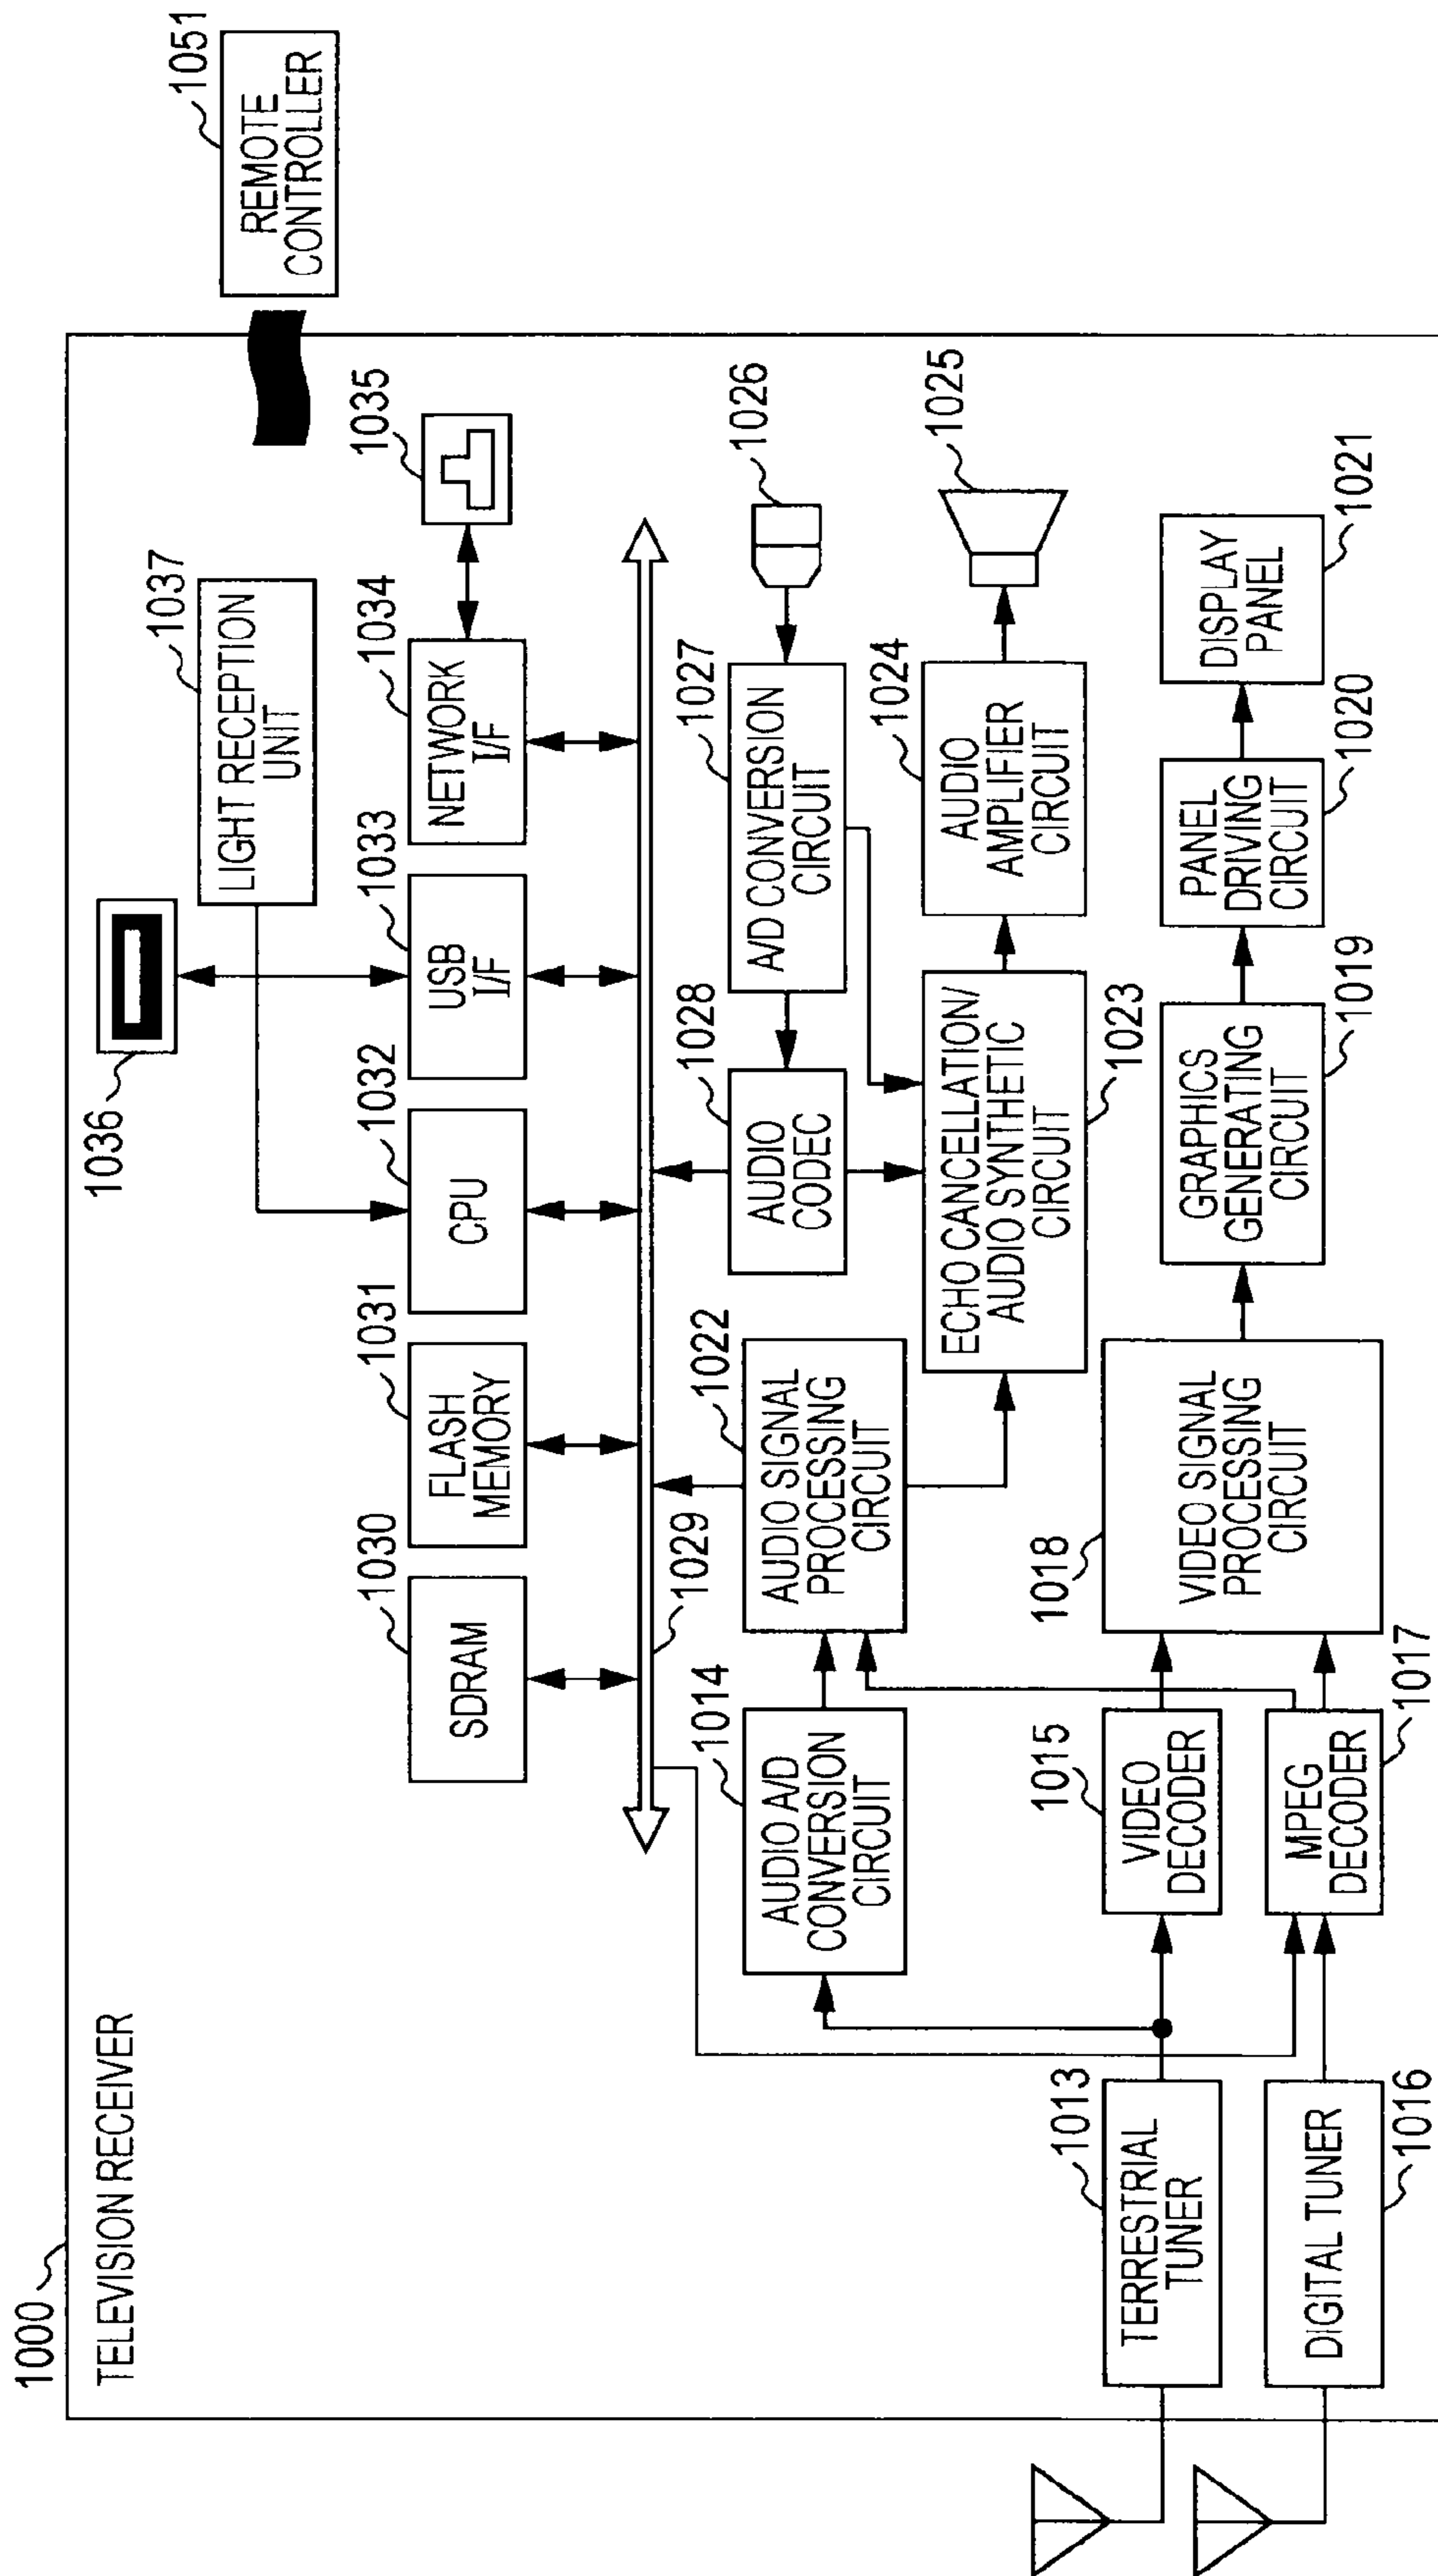 1000
TELEVISION RECEIVER
1051
REMOTE
CONTROLLER
1036
1037
LIGHT RECEPTION
UNIT
1030
SDRAM
1031
FLASH
MEMORY
1032
CPU
1033
USB
I/F
1034
NETWORK
I/F
1035
1029
1014
AUDIO A/D
CONVERSION
CIRCUIT
1022
AUDIO SIGNAL
PROCESSING
CIRCUIT
1028
AUDIO
CODEC
1027
A/D CONVERSION
CIRCUIT
1026
ECHO CANCELLATION/
AUDIO SYNTHETIC
CIRCUIT
1023
1024
AUDIO
AMPLIFIER
CIRCUIT
1025
1013
TERRESTRIAL
TUNER
1015
VIDEO
DECODER
1018
VIDEO SIGNAL
PROCESSING
CIRCUIT
GRAPHICS
GENERATING
CIRCUIT
1019
PANEL
DRIVING
CIRCUIT
1020
DISPLAY
PANEL
1021
DIGITAL TUNER
1016
MPEG
DECODER
1017